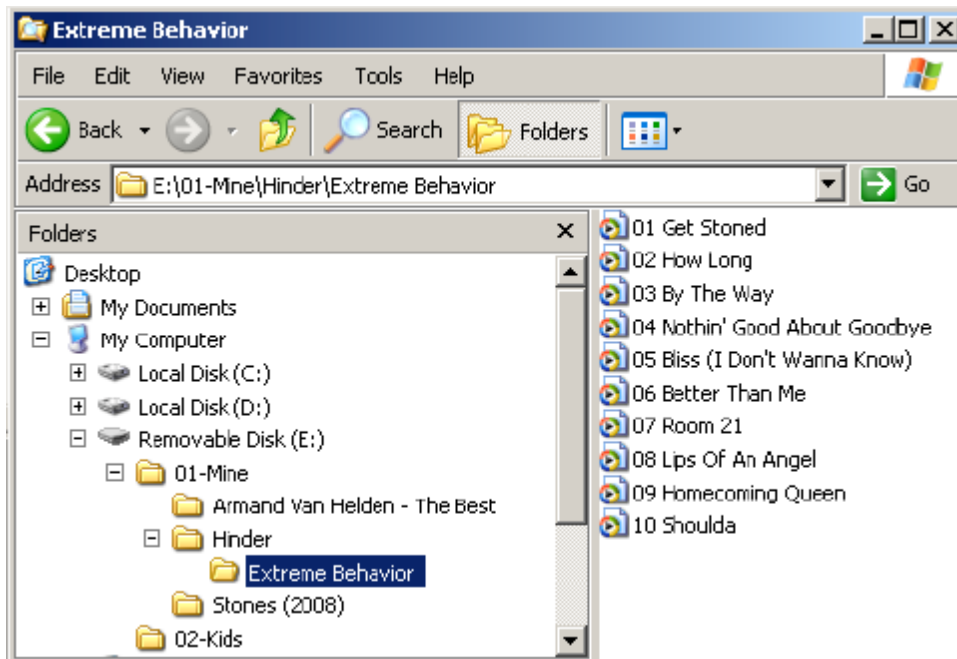 Extreme Behavior
File Edit View Favorites Tools Help
Back Search Folders
Address E:\01-Mine\Hinder\Extreme Behavior Go
Folders
Desktop
My Documents
My Computer
Local Disk (C:)
Local Disk (D:)
Removable Disk (E:)
01-Mine
Armand Van Helden - The Best
Hinder
Extreme Behavior
Stones (2008)
02-Kids
01 Get Stoned
02 How Long
03 By The Way
04 Nothin' Good About Goodbye
05 Bliss (I Don't Wanna Know)
06 Better Than Me
07 Room 21
08 Lips Of An Angel
09 Homecoming Queen
10 Shoulda